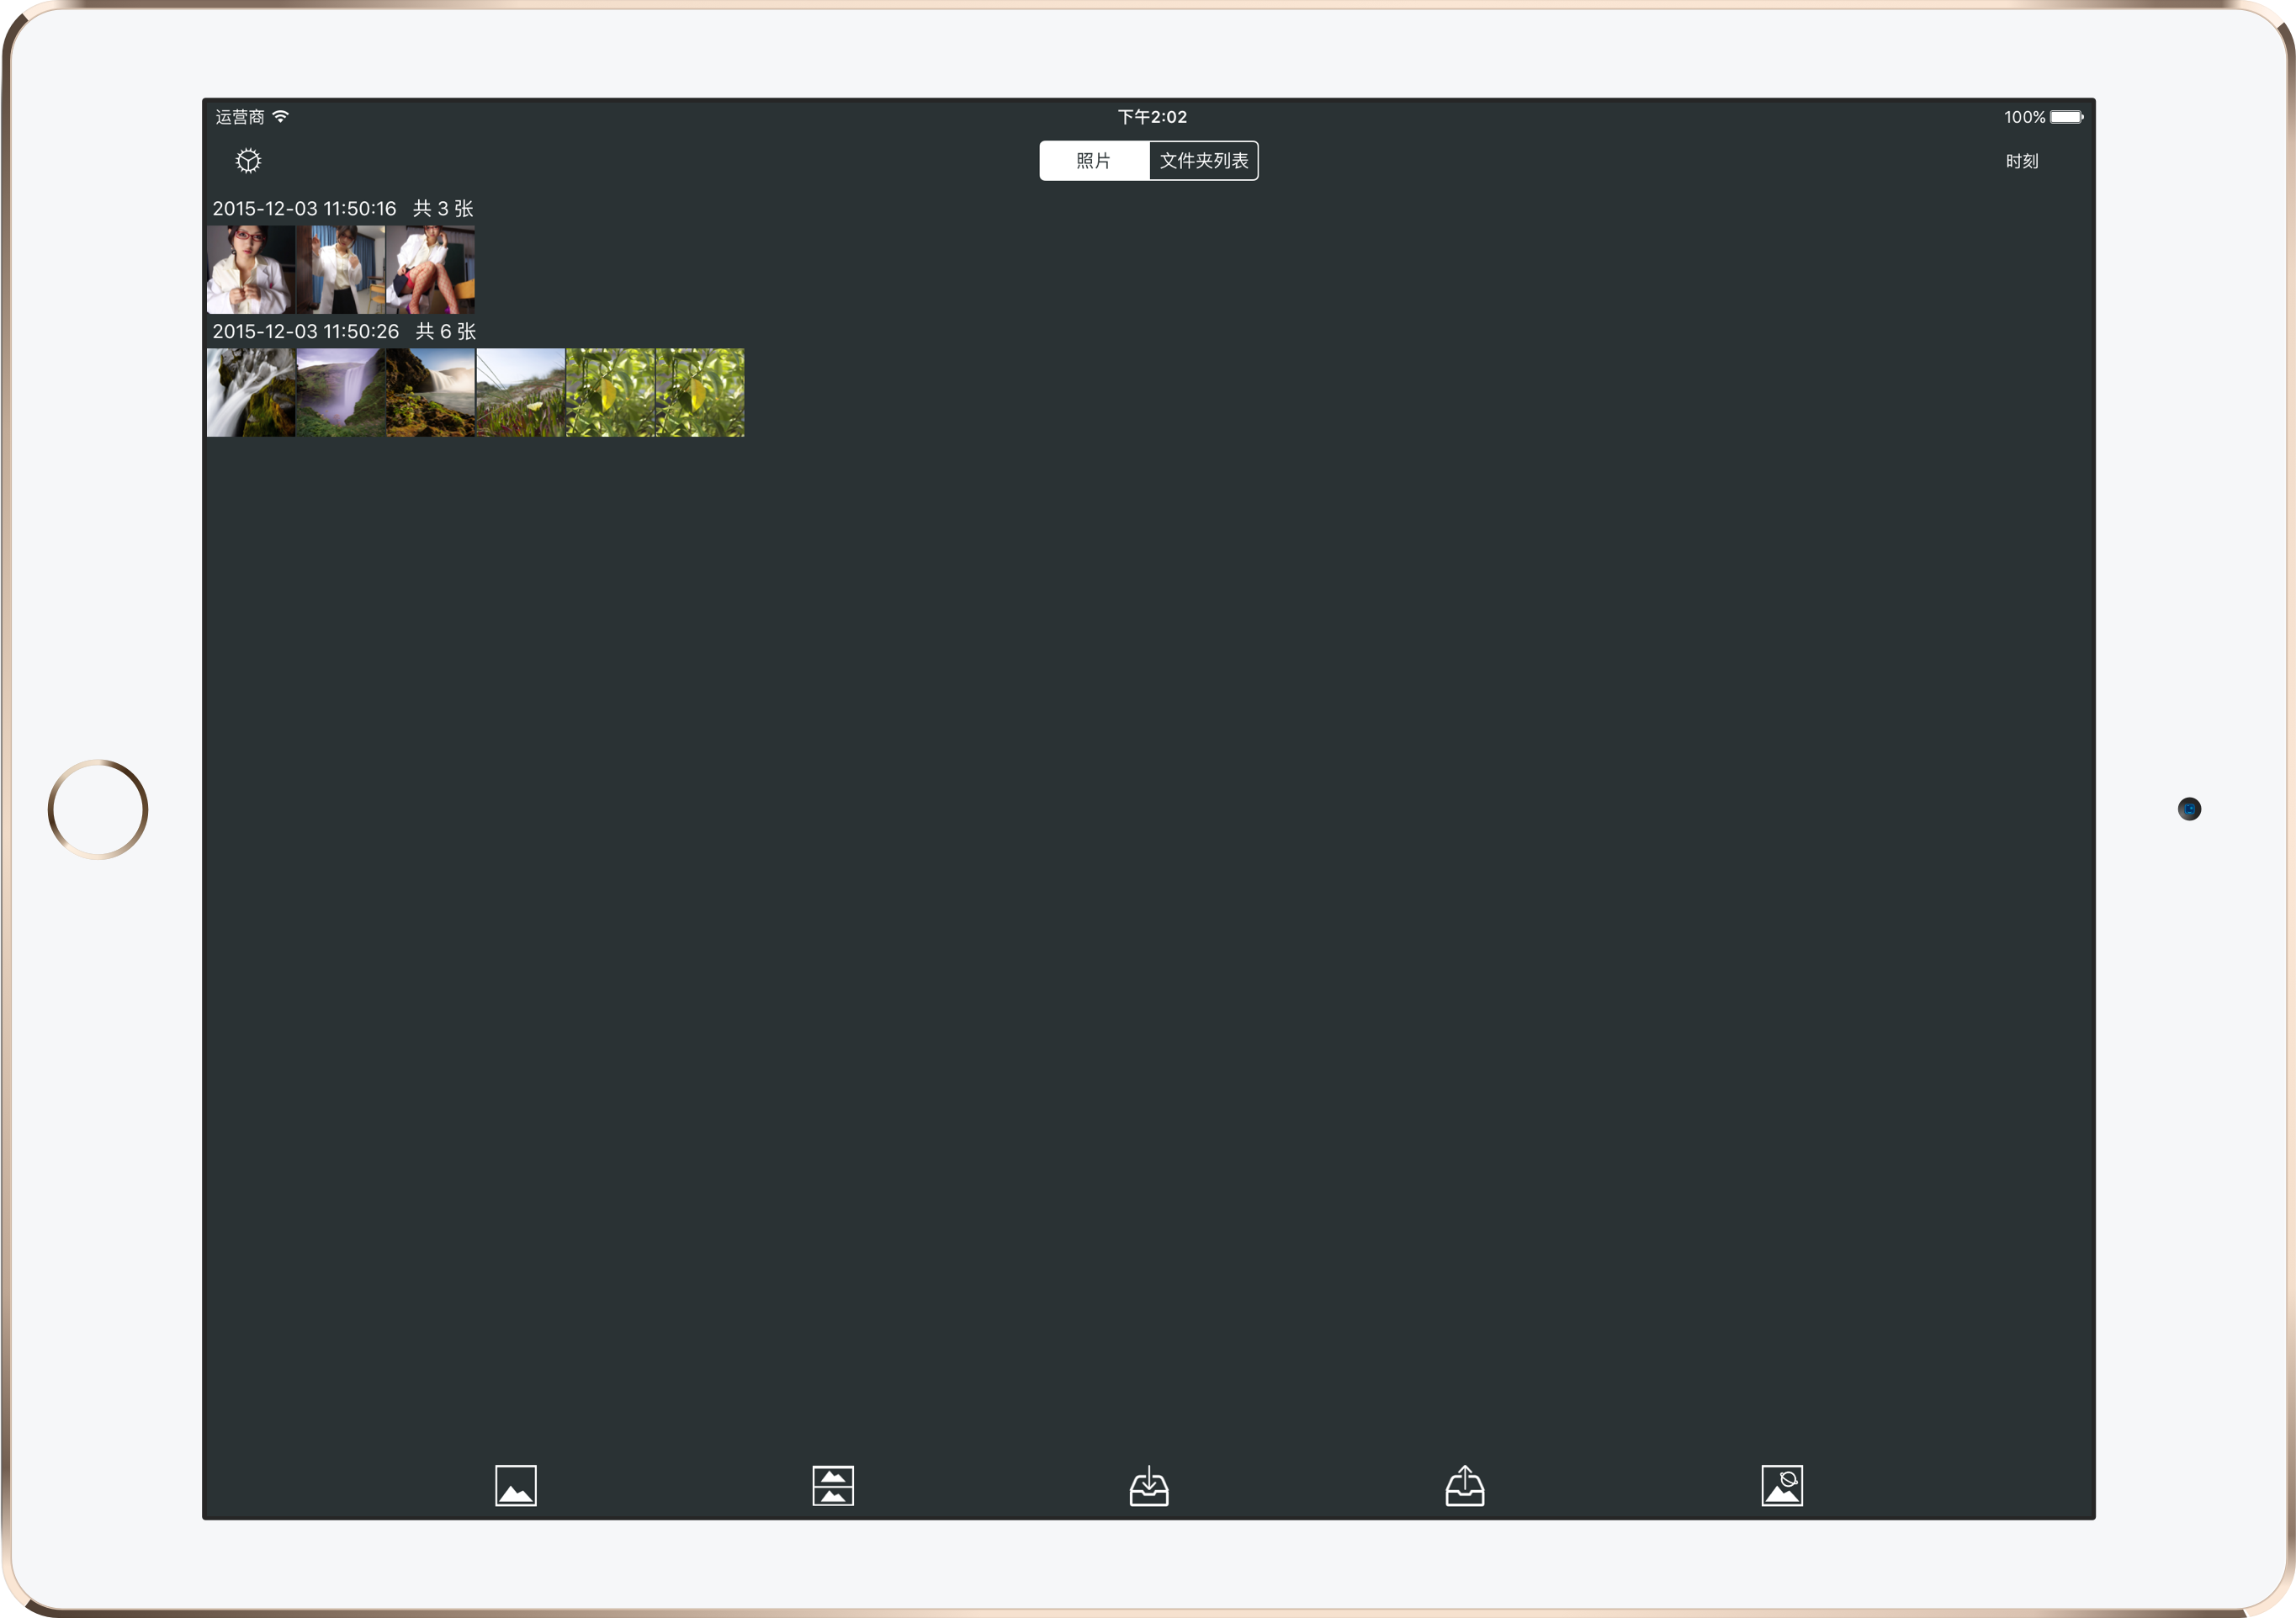 运营商 下午2:02 100%
照片 文件夹列表 时刻
2015-12-03 11:50:16 共 3 张
2015-12-03 11:50:26 共 6 张